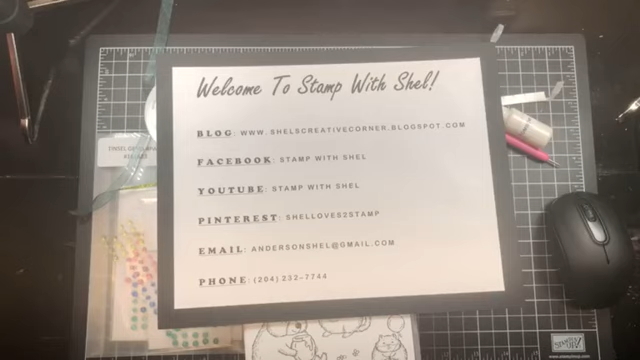 Welcome To Stamp With Shel!
BLOG: WWW.SHELSCREATIVECORNER.BLOGSPOT.COM
FACEBOOK: STAMP WITH SHEL
YOUTUBE: STAMP WITH SHEL
PINTEREST: SHELLOVES2STAMP
EMAIL: ANDERSONSHEL@GMAIL.COM
PHONE: (204) 232-7744